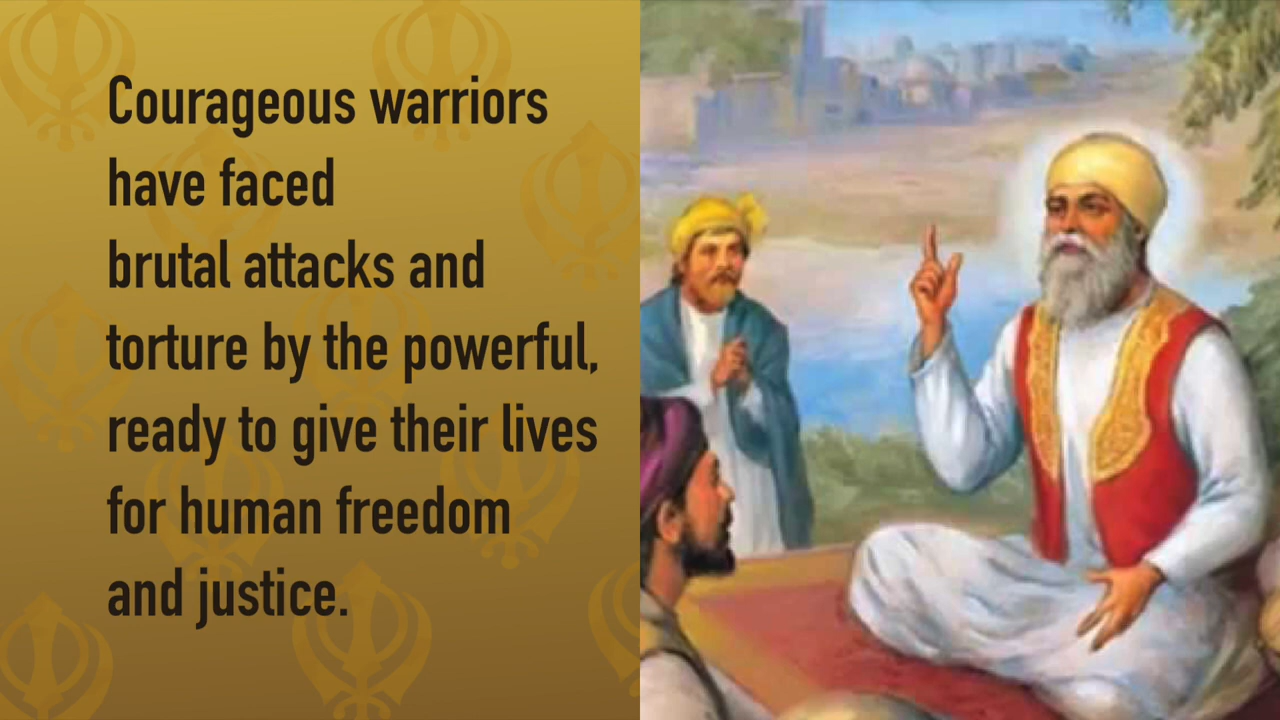 Courageous warriors
have faced
brutal attacks and
torture by the powerful,
ready to give their lives
for human freedom
and justice.